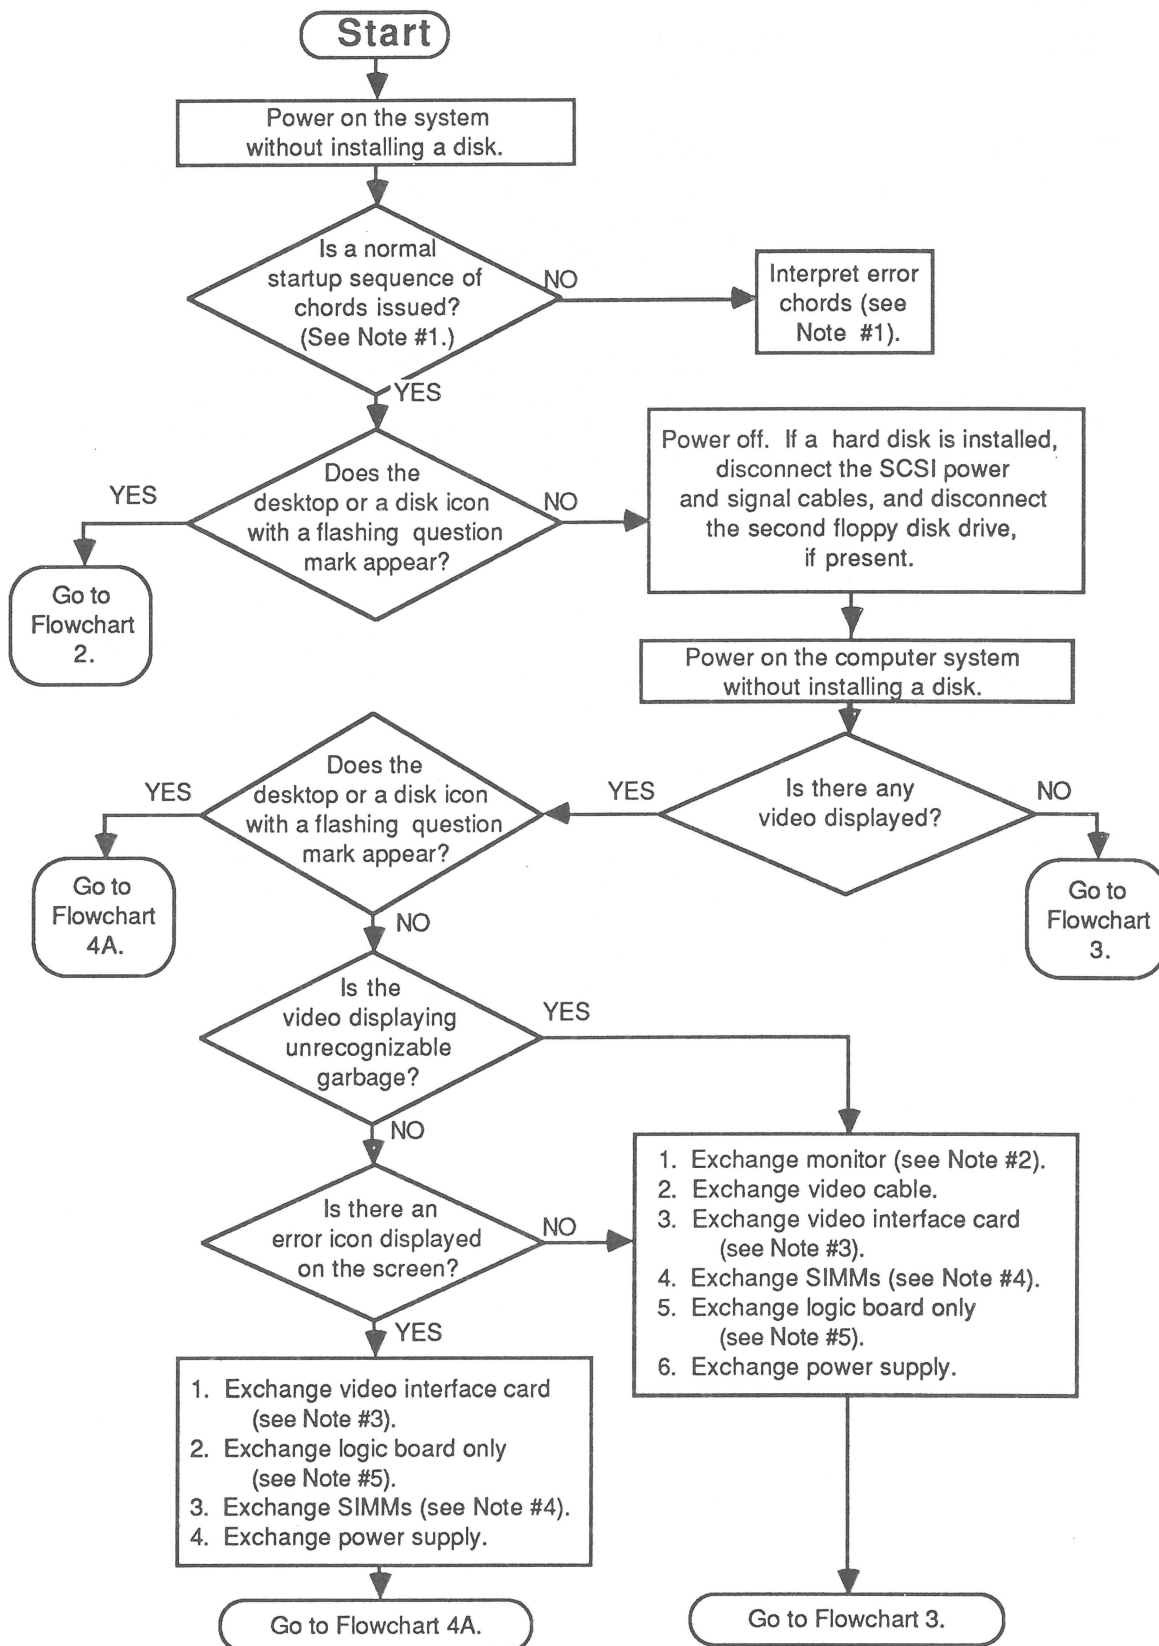 Start
Power on the system
without installing a disk.
Is a normal
startup sequence of
chords issued?
(See Note #1.)
NO
Interpret error
chords (see
Note #1).
YES
Does the
desktop or a disk icon
with a flashing question
mark appear?
YES
NO
Go to
Flowchart
2.
Power off. If a hard disk is installed,
disconnect the SCSI power
and signal cables, and disconnect
the second floppy disk drive,
if present.
Power on the computer system
without installing a disk.
Is there any
video displayed?
YES
NO
Go to
Flowchart
3.
Does the
desktop or a disk icon
with a flashing question
mark appear?
YES
Go to
Flowchart
4A.
NO
Is the
video displaying
unrecognizable
garbage?
YES
NO
Is there an
error icon displayed
on the screen?
NO
1. Exchange monitor (see Note #2).
2. Exchange video cable.
3. Exchange video interface card
(see Note #3).
4. Exchange SIMMs (see Note #4).
5. Exchange logic board only
(see Note #5).
6. Exchange power supply.
YES
1. Exchange video interface card
(see Note #3).
2. Exchange logic board only
(see Note #5).
3. Exchange SIMMs (see Note #4).
4. Exchange power supply.
Go to Flowchart 4A.
Go to Flowchart 3.